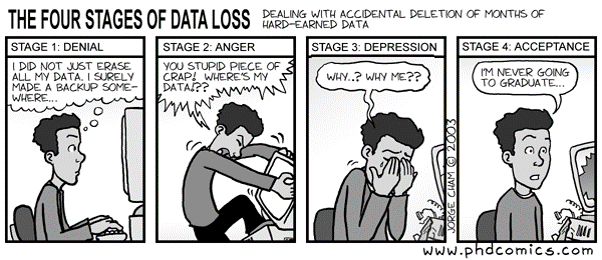 THE FOUR STAGES OF DATA LOSS
DEALING WITH ACCIDENTAL DELETION OF MONTHS OF
HARD-EARNED DATA
STAGE 1: DENIAL
I DID NOT JUST ERASE
ALL MY DATA. I SURELY
MADE A BACKUP SOME-
WHERE...
STAGE 2: ANGER
YOU STUPID PIECE OF
CRAP! WHERE'S MY
DATA!??
STAGE 3: DEPRESSION
WHY..? WHY ME??
JORGE CHAM © 2003
STAGE 4: ACCEPTANCE
I'M NEVER GOING
TO GRADUATE...
www.phdcomics.com